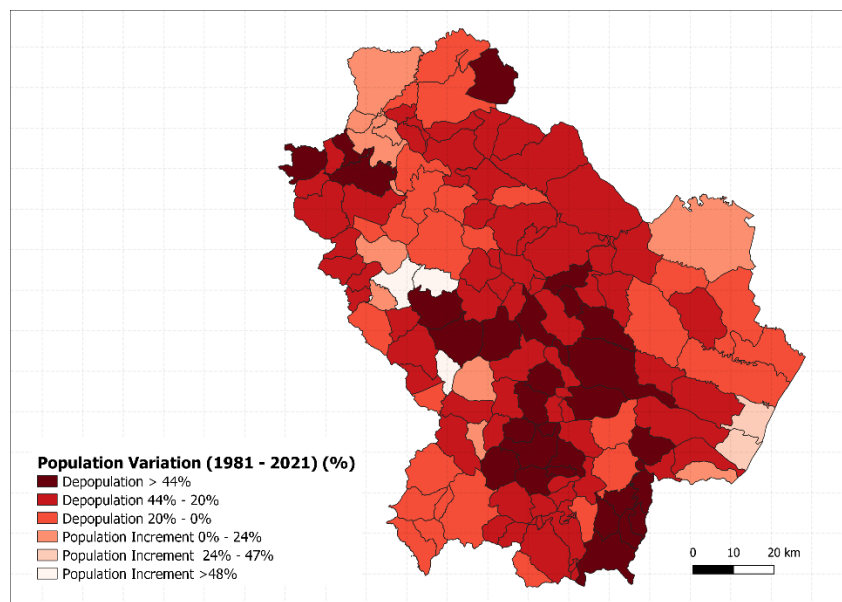 Population Variation (1981 - 2021) (%)
Depopulation > 44%
Depopulation 44% - 20%
Depopulation 20% - 0%
Population Increment 0% - 24%
Population Increment 24% - 47%
Population Increment >48%
0 10 20 km